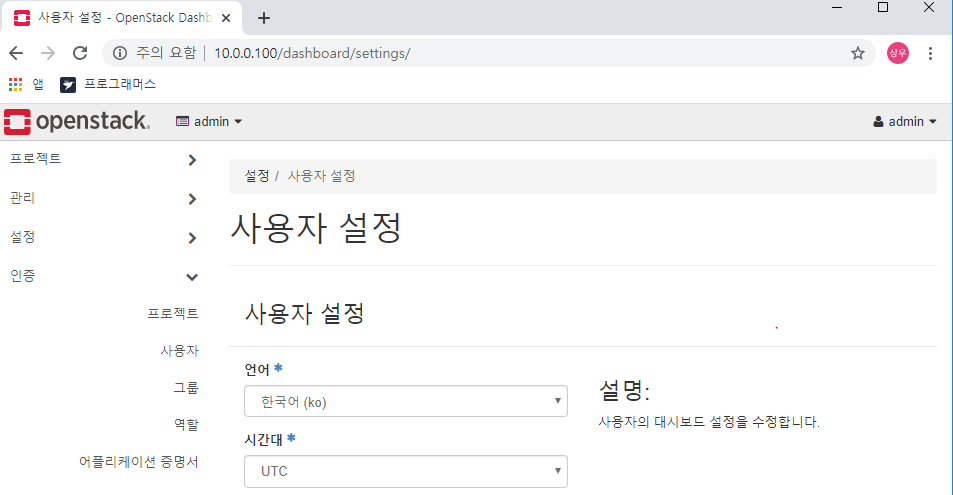 사용자 설정 - OpenStack Dashb
주의 요함 | 10.0.0.100/dashboard/settings/
상우
앱 프로그래머스
openstack. admin admin
프로젝트
관리
설정
인증
프로젝트
사용자
그룹
역할
어플리케이션 증명서
설정 / 사용자 설정
사용자 설정
사용자 설정
언어 *
한국어 (ko)
시간대 *
UTC
설명:
사용자의 대시보드 설정을 수정합니다.